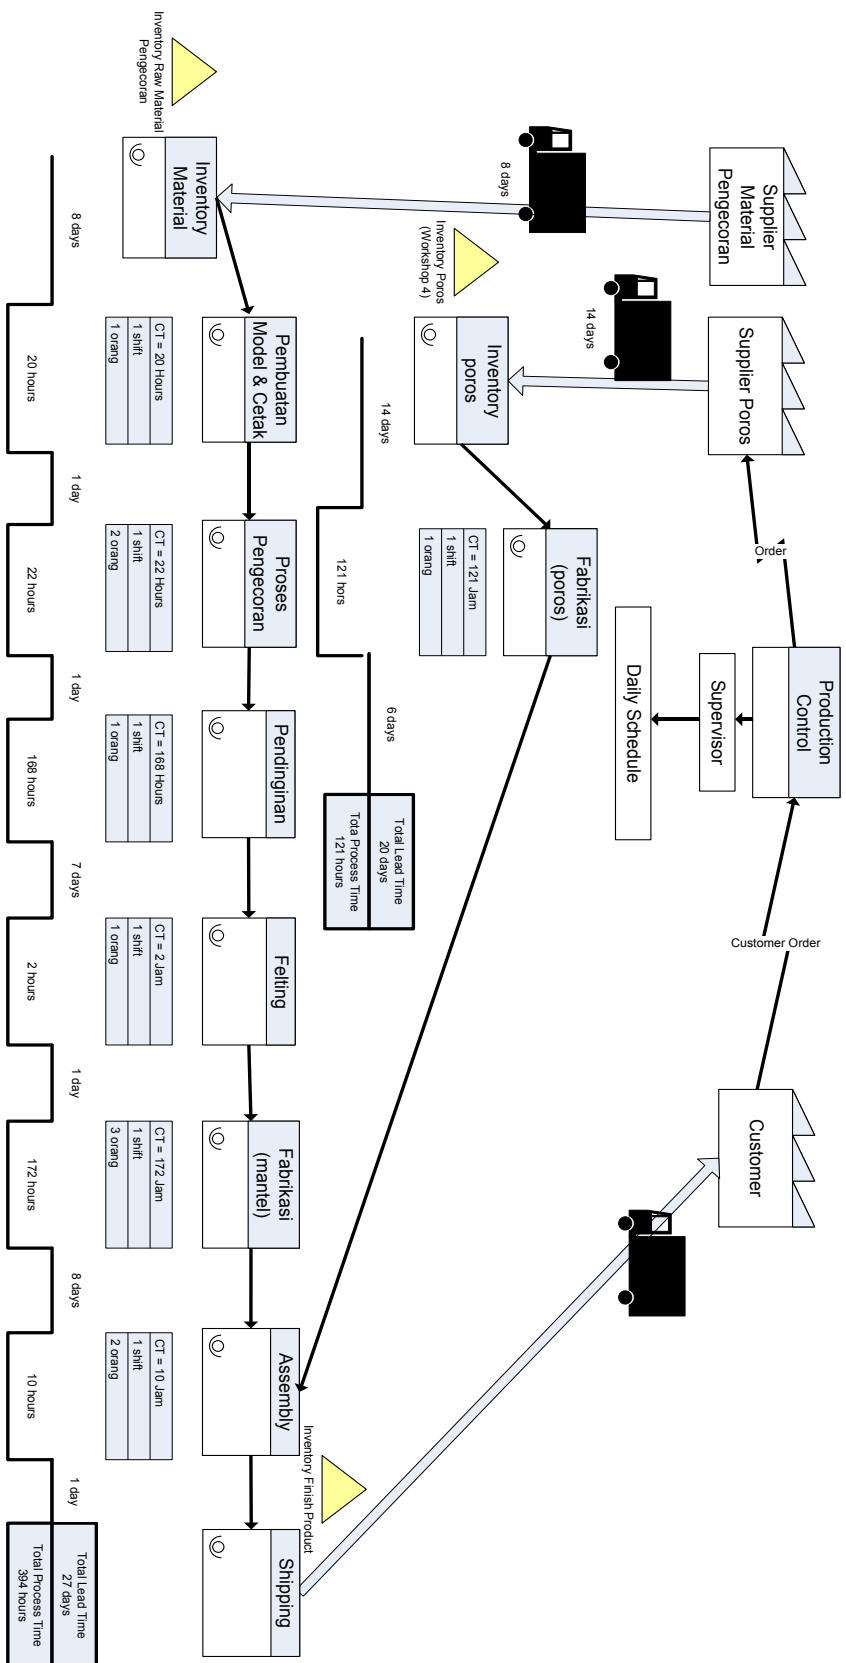 Supplier
Material
Pengecoran
Supplier Poros
Order
Production
Control
Supervisor
Daily Schedule
Customer Order
Customer
8 days
14 days
Inventory Poros
(Workshop 4)
Inventory
poros
Fabrikasi
(poros)
CT = 121 Jam
1 shift
1 orang
14 days
121 hors
6 days
Total Lead Time
20 days
Tota Process Time
121 hours
Inventory Raw Material
Pengecoran
Inventory
Material
Pembuatan
Model & Cetak
Proses
Pengecoran
Pendinginan
Felting
Fabrikasi
(mantel)
Assembly
Inventory Finish Product
Shipping
CT = 20 Hours
1 shift
1 orang
CT = 22 Hours
1 shift
2 orang
CT = 168 Hours
1 shift
1 orang
CT = 2 Jam
1 shift
1 orang
CT = 172 Jam
1 shift
3 orang
CT = 10 Jam
1 shift
2 orang
8 days
20 hours
1 day
22 hours
1 day
168 hours
7 days
2 hours
1 day
172 hours
8 days
10 hours
1 day
Total Lead Time
27 days
Total Process Time
394 hours